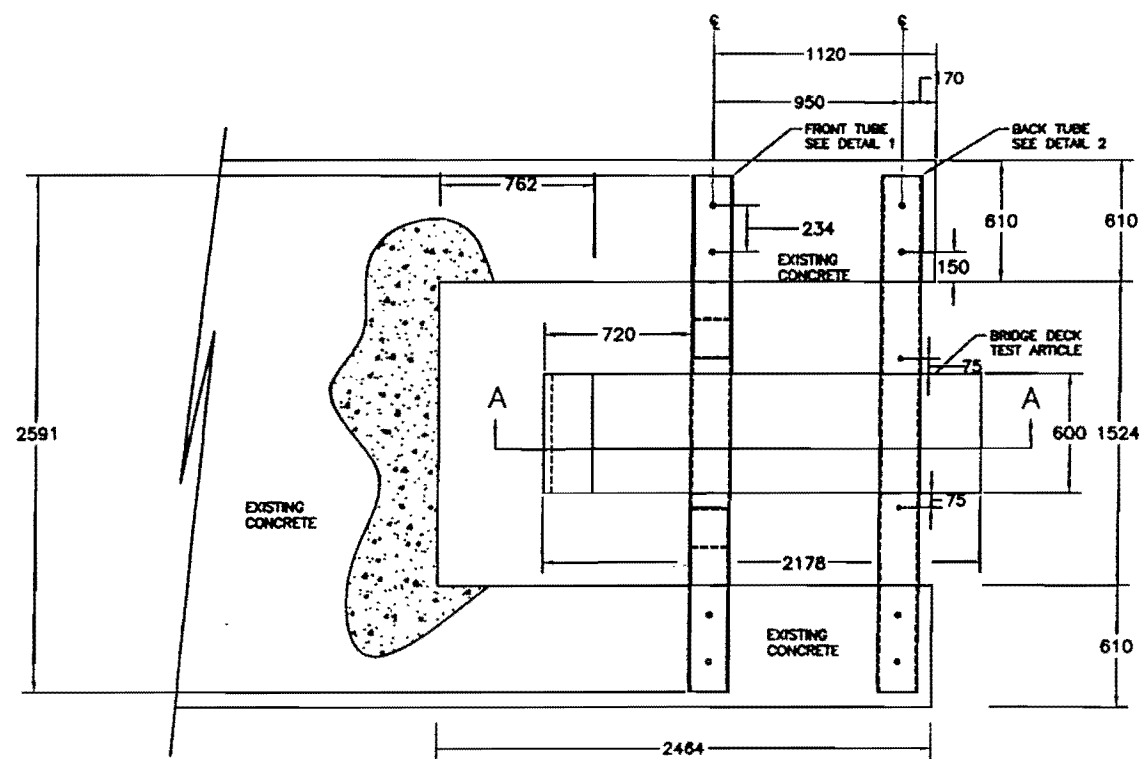 ℄ ℄
1120
170
950
FRONT TUBE
SEE DETAIL 1
BACK TUBE
SEE DETAIL 2
762
234
610
610
EXISTING
CONCRETE
150
720
BRIDGE DECK
TEST ARTICLE
75
A A
2591
600 1524
EXISTING
CONCRETE
75
2178
EXISTING
CONCRETE
610
2464